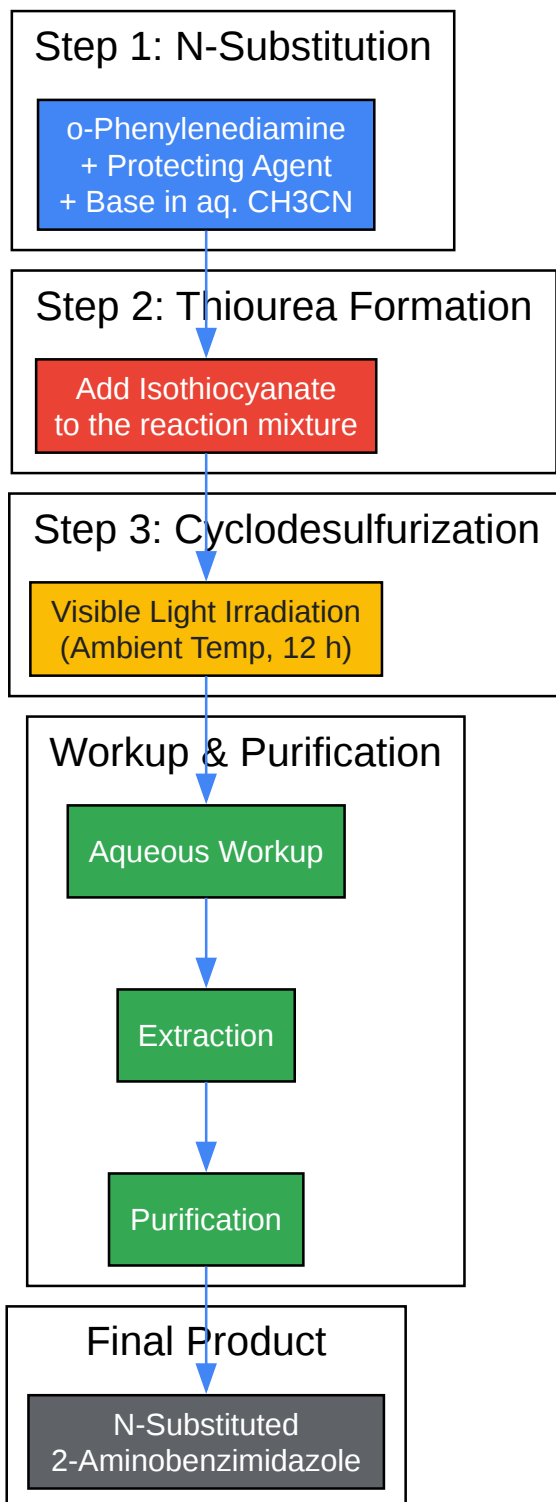 Step 1: N-Substitution
o-Phenylenediamine
+ Protecting Agent
+ Base in aq. CH3CN
Step 2: Thiourea Formation
Add Isothiocyanate
to the reaction mixture
Step 3: Cyclodesulfurization
Visible Light Irradiation
(Ambient Temp, 12 h)
Workup & Purification
Aqueous Workup
Extraction
Purification
Final Product
N-Substituted
2-Aminobenzimidazole